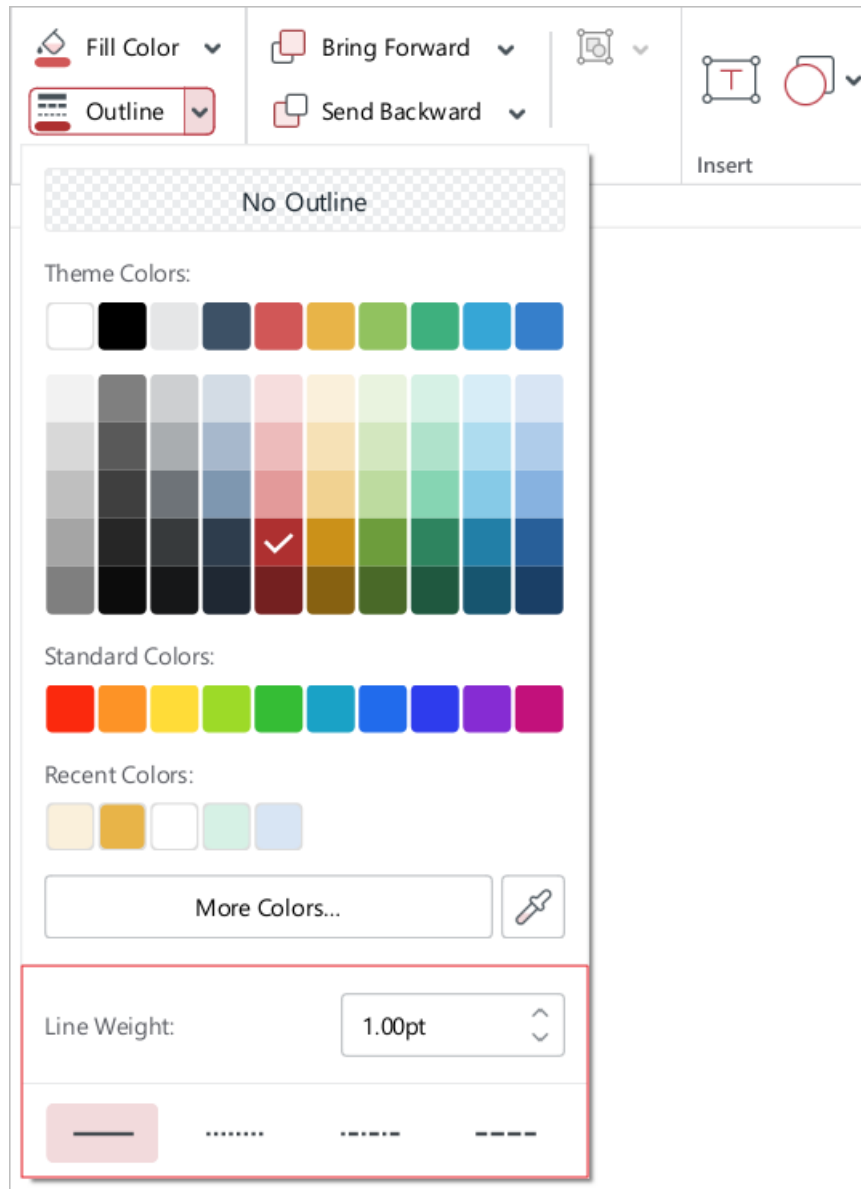 Fill Color
Bring Forward
Outline
Send Backward
T
Insert
No Outline
Theme Colors:
Standard Colors:
Recent Colors:
More Colors...
Line Weight:
1.00pt